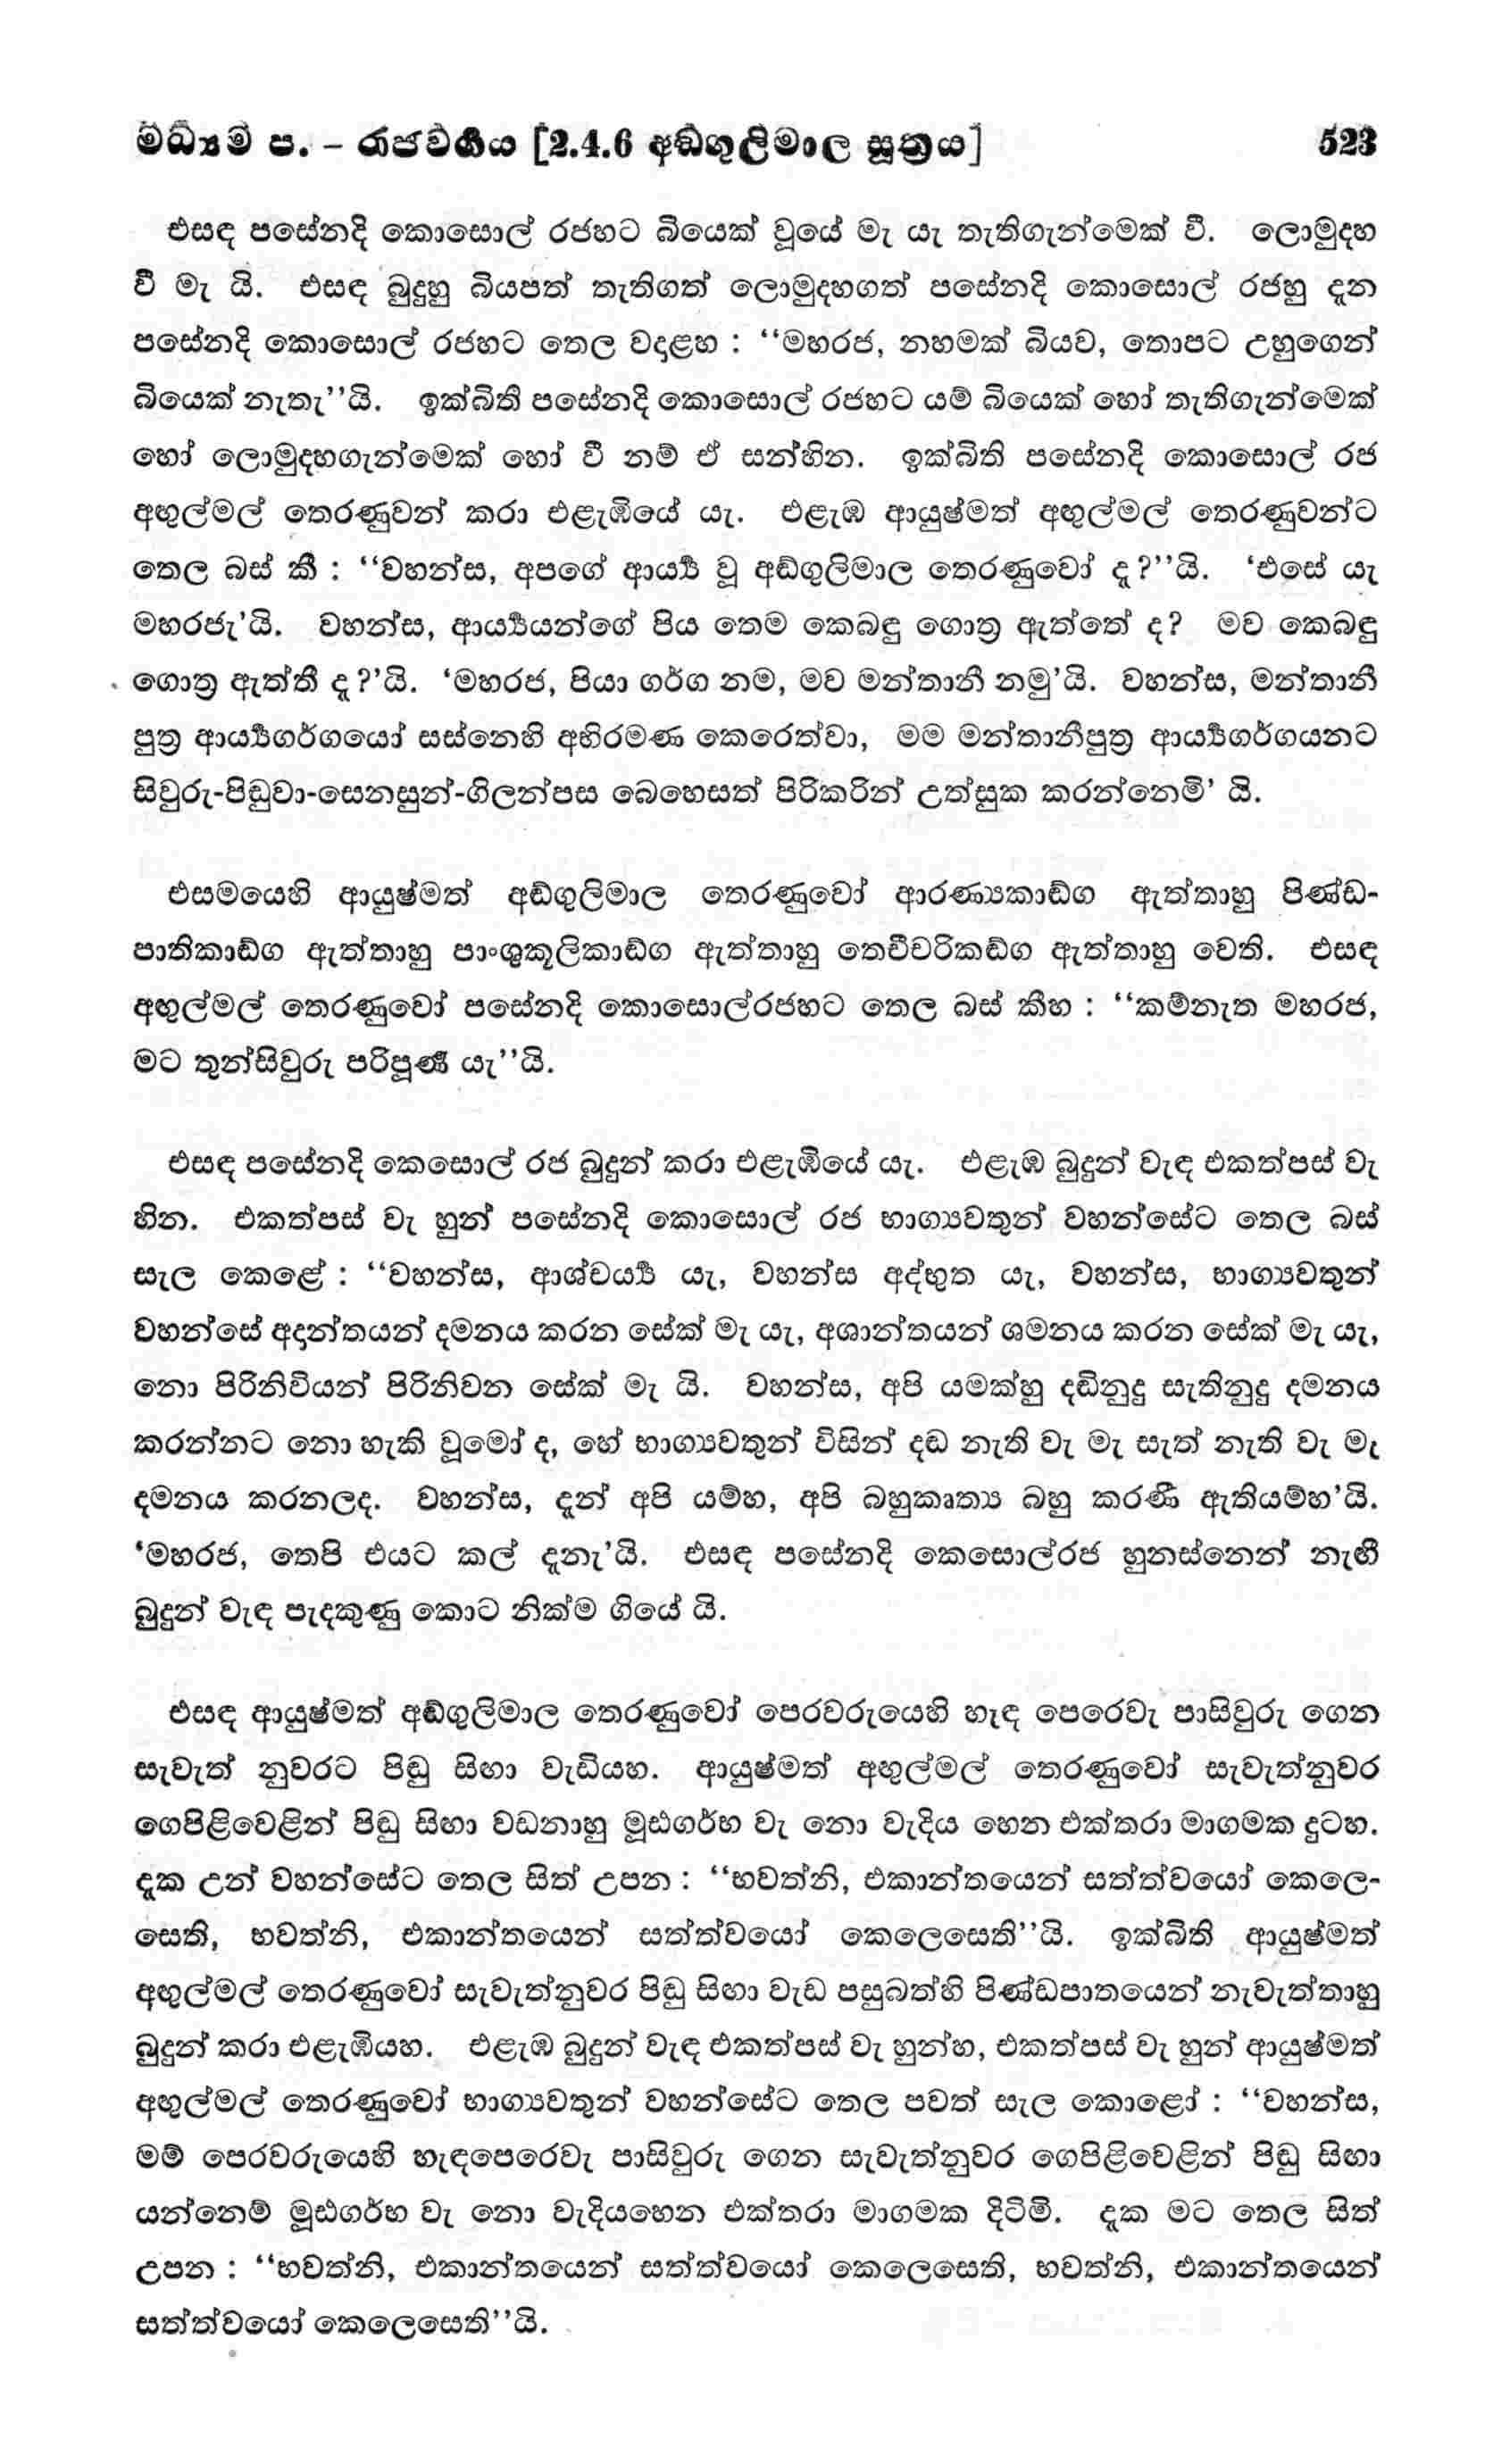 මධ්‍යම ප. – රාජවර්ගය [2.4.6 අඞ්ගුලිමාල සූත්‍රය] 523
එසඳ පසේනදි කොසොල් රජහට බියෙක් වූයේ මැ යැ තැතිගැන්මෙක් වී. ලොමුදහ
වී මැ යි. එසඳ බුදුහු බියපත් තැතිගත් ලොමුදහගත් පසේනදි කොසොල් රජහු දැන
පසේනදි කොසොල් රජහට තෙල වදාළහ : “මහරජ, නහමක් බියව, තොපට උහුගෙන්
බියෙක් නැතැ”යි. ඉක්බිති පසේනදි කොසොල් රජහට යම් බියෙක් හෝ තැතිගැන්මෙක්
හෝ ලොමුදහගැන්මෙක් හෝ වී නම් ඒ සන්හින. ඉක්බිති පසේනදි කොසොල් රජ
අඟුල්මල් තෙරණුවන් කරා එළැඹියේ යැ. එළැඹ ආයුෂ්මත් අඟුල්මල් තෙරණුවන්ට
තෙල බස් කී : “වහන්ස, අපගේ ආර්‍ය්‍ය වූ අඞ්ගුලිමාල තෙරණුවෝ දැ?”යි. ‘එසේ යැ
මහරජැ’යි. වහන්ස, ආර්‍ය්‍යයන්ගේ පිය තෙම කෙබඳු ගොත්‍ර ඇත්තේ ද? මව කෙබඳු
ගොත්‍ර ඇත්තී දැ?’යි. ‘මහරජ, පියා ගර්ග නම, මව මන්තානී නමු’යි. වහන්ස, මන්තානී
පුත්‍ර ආර්‍ය්‍යගර්ගයෝ සස්නෙහි අභිරමණ කෙරෙත්වා, මම මන්තානීපුත්‍ර ආර්‍ය්‍යගර්ගයනට
සිවුරු-පිඩුවා-සෙනසුන්-ගිලන්පස බෙහෙසත් පිරිකරින් උත්සුක කරන්නෙමි’ යි.
එසමයෙහි ආයුෂ්මත් අඞ්ගුලිමාල තෙරණුවෝ ආරණ්‍යකාඞ්ග ඇත්තාහු පිණ්ඩ-
පාතිකාඞ්ග ඇත්තාහු පාංශුකූලිකාඞ්ග ඇත්තාහු තෙචීවරිකඞ්ග ඇත්තාහු වෙති. එසඳ
අඟුල්මල් තෙරණුවෝ පසේනදි කොසොල්රජහට තෙල බස් කීහ : “කම්නැත මහරජ,
මට තුන්සිවුරු පරිපූර්ණ යැ”යි.
එසඳ පසේනදි කෙසොල් රජ බුදුන් කරා එළැඹියේ යැ. එළැඹ බුදුන් වැඳ එකත්පස් වැ
හින. එකත්පස් වැ හුන් පසේනදි කොසොල් රජ භාග්‍යවතුන් වහන්සේට තෙල බස්
සැල කෙළේ : “වහන්ස, ආශ්චර්‍ය්‍ය යැ, වහන්ස අද්භුත යැ, වහන්ස, භාග්‍යවතුන්
වහන්සේ අදාන්තයන් දමනය කරන සේක් මැ යැ, අශාන්තයන් ශමනය කරන සේක් මැ යැ,
නො පිරිනිවියන් පිරිනිවන සේක් මැ යි. වහන්ස, අපි යමක්හු දඬිනුදු සැතිනුදු දමනය
කරන්නට නො හැකි වූමෝ ද, හේ භාග්‍යවතුන් විසින් දඬ නැති වැ මැ සැත් නැති වැ මැ
දමනය කරනලද. වහන්ස, දැන් අපි යම්හ, අපි බහුකෘත්‍ය බහු කරණී ඇතියම්හ’යි.
‘මහරජ, තෙපි එයට කල් දැනැ’යි. එසඳ පසේනදි කෙසොල්රජ හුනස්නෙන් නැඟී
බුදුන් වැඳ පැදකුණු කොට නික්ම ගියේ යි.
එසඳ ආයුෂ්මත් අඞ්ගුලිමාල තෙරණුවෝ පෙරවරුයෙහි හැඳ පෙරෙවැ පාසිවුරු ගෙන
සැවැත් නුවරට පිඬු සිඟා වැඩියහ. ආයුෂ්මත් අඟුල්මල් තෙරණුවෝ සැවැත්නුවර
ගෙපිළිවෙළින් පිඬු සිඟා වඩනාහු මූඪගර්භ වැ නො වැදිය හෙන එක්තරා මාගමක දුටහ.
දැක උන් වහන්සේට තෙල සිත් උපන : “භවත්නි, එකාන්තයෙන් සත්ත්වයෝ කෙලෙ-
සෙති, භවත්නි, එකාන්තයෙන් සත්ත්වයෝ කෙලෙසෙති”යි. ඉක්බිති ආයුෂ්මත්
අඟුල්මල් තෙරණුවෝ සැවැත්නුවර පිඬු සිඟා වැඩ පසුබත්හි පිණ්ඩපාතයෙන් නැවැත්තාහු
බුදුන් කරා එළැඹියහ. එළැඹ බුදුන් වැඳ එකත්පස් වැ හුන්හ, එකත්පස් වැ හුන් ආයුෂ්මත්
අඟුල්මල් තෙරණුවෝ භාග්‍යවතුන් වහන්සේට තෙල පවත් සැල කොළෝ : “වහන්ස,
මම් පෙරවරුයෙහි හැඳපෙරෙවැ පාසිවුරු ගෙන සැවැත්නුවර ගෙපිළිවෙළින් පිඬු සිඟා
යන්නෙම් මූඪගර්භ වැ නො වැදියහෙන එක්තරා මාගමක දිටිමි. දැක මට තෙල සිත්
උපන : “භවත්නි, එකාන්තයෙන් සත්ත්වයෝ කෙලෙසෙති, භවත්නි, එකාන්තයෙන්
සත්ත්වයෝ කෙලෙසෙති”යි.